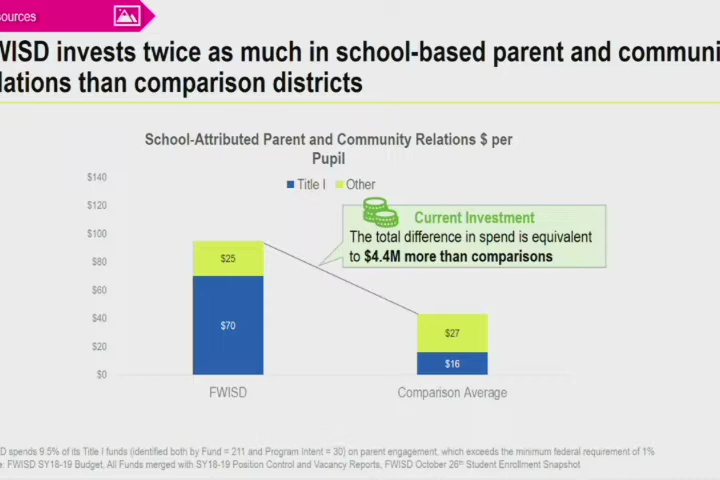 sources
WISD invests twice as much in school-based parent and communi
lations than comparison districts
School-Attributed Parent and Community Relations $ per
Pupil
Title I Other
$140
$120
$100
$80
$60
$40
$20
$0
$25
$70
$27
$16
Current Investment
The total difference in spend is equivalent
to $4.4M more than comparisons
FWISD Comparison Average
D spends 9.5% of its Title I funds (identified both by Fund = 211 and Program Intent = 30) on parent engagement, which exceeds the minimum federal requirement of 1%
FWISD SY18-19 Budget, All Funds merged with SY18-19 Position Control and Vacancy Reports, FWISD October 26th Student Enrollment Snapshot